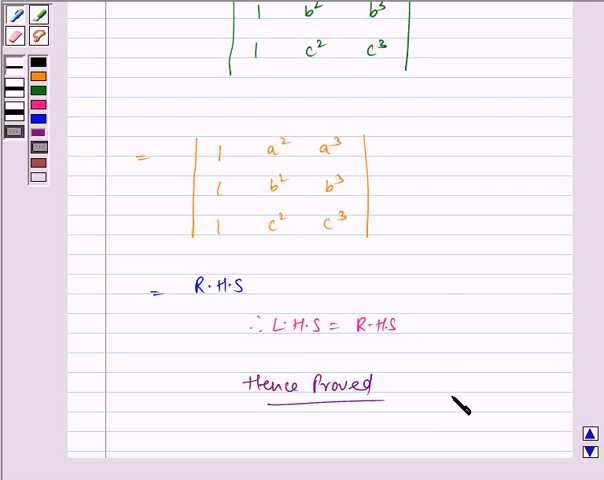 1 b² b³
1 c² c³
= 1 a² a³
1 b² b³
1 c² c³
= R.H.S
∴ L.H.S = R.H.S
Hence Proved